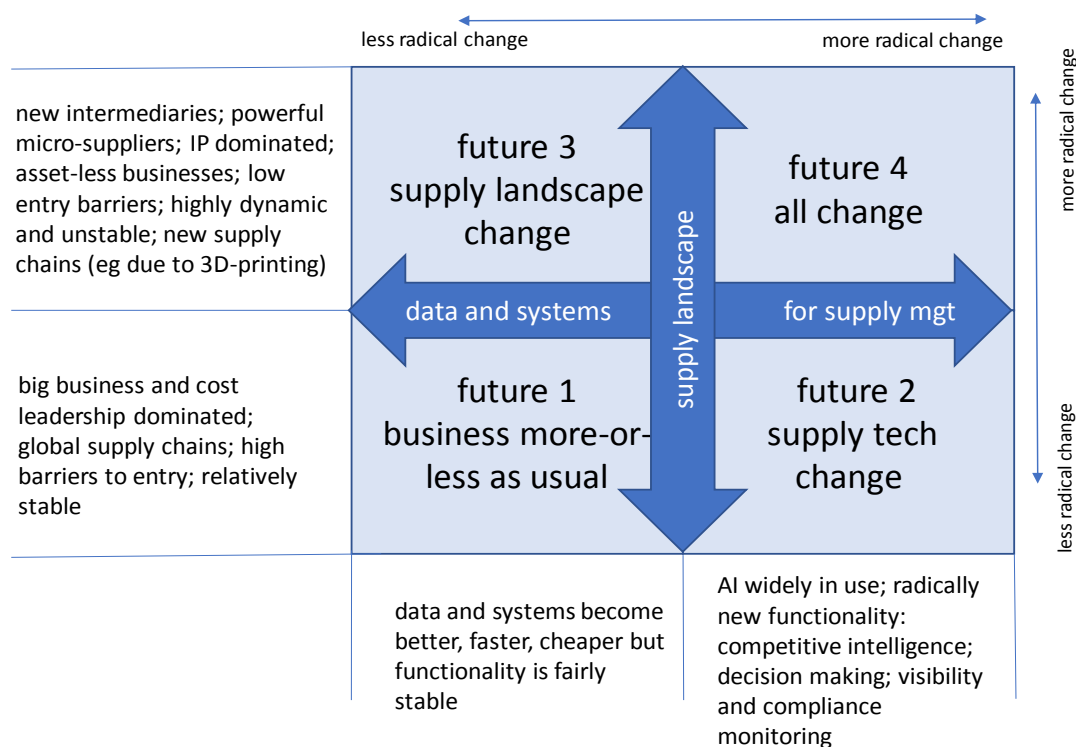 less radical change
more radical change
new intermediaries; powerful
micro-suppliers; IP dominated;
asset-less businesses; low
entry barriers; highly dynamic
and unstable; new supply
chains (eg due to 3D-printing)
future 3
supply landscape
change
future 4
all change
more radical change
data and systems
supply landscape
for supply mgt
big business and cost
leadership dominated;
global supply chains; high
barriers to entry; relatively
stable
future 1
business more-or-
less as usual
future 2
supply tech
change
less radical change
data and systems become
better, faster, cheaper but
functionality is fairly
stable
AI widely in use; radically
new functionality:
competitive intelligence;
decision making; visibility
and compliance
monitoring